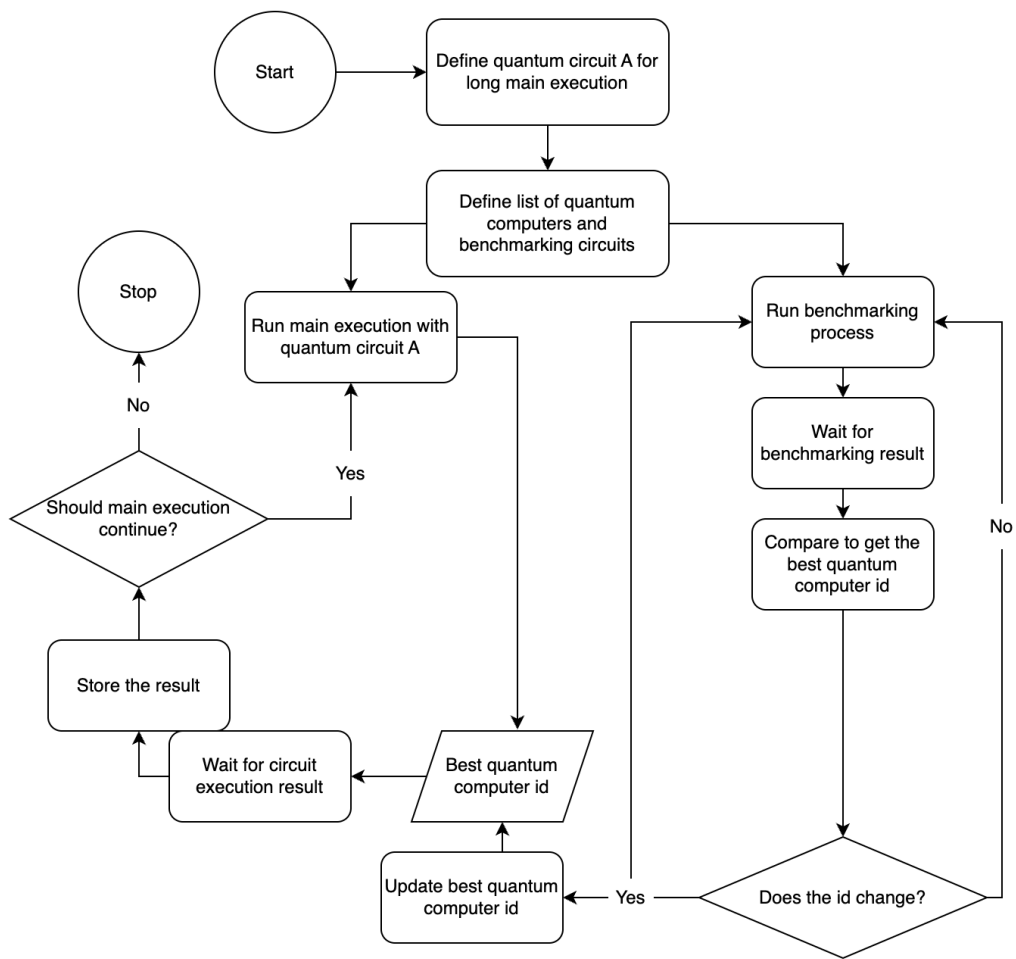 Start
Define quantum circuit A for
long main execution
Define list of quantum
computers and
benchmarking circuits
Stop
Run main execution with
quantum circuit A
Run benchmarking
process
No
Wait for
benchmarking result
Yes
Should main execution
continue?
No
Compare to get the
best quantum
computer id
Store the result
Wait for circuit
execution result
Best quantum
computer id
Update best quantum
computer id
Yes
Does the id change?